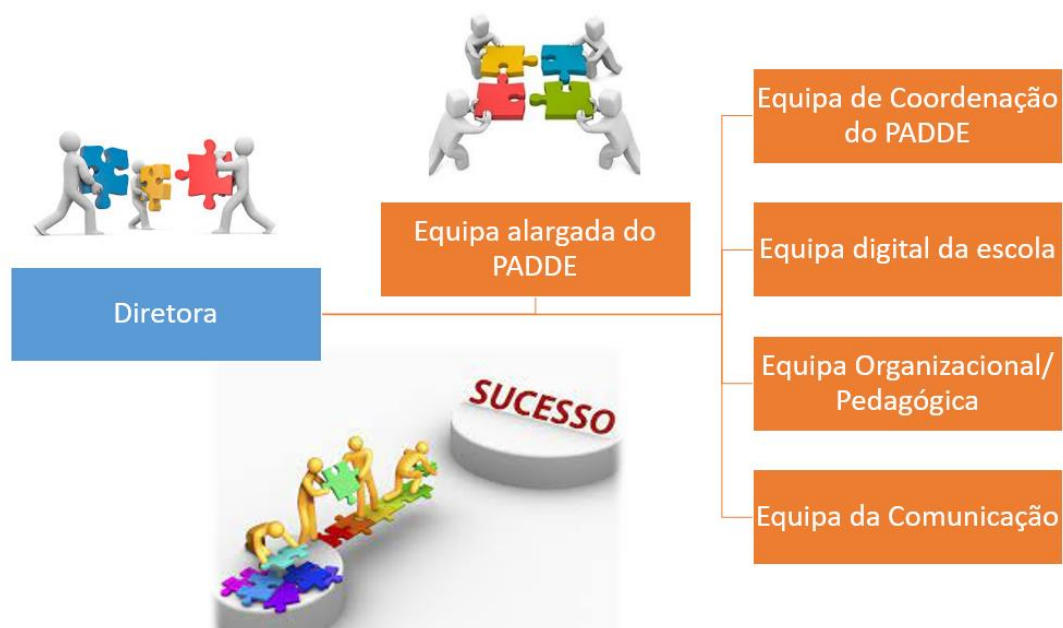 Diretora
Equipa alargada do
PADDE
Equipa de Coordenação
do PADDE
Equipa digital da escola
Equipa Organizacional/
Pedagógica
Equipa da Comunicação
SUCESSO